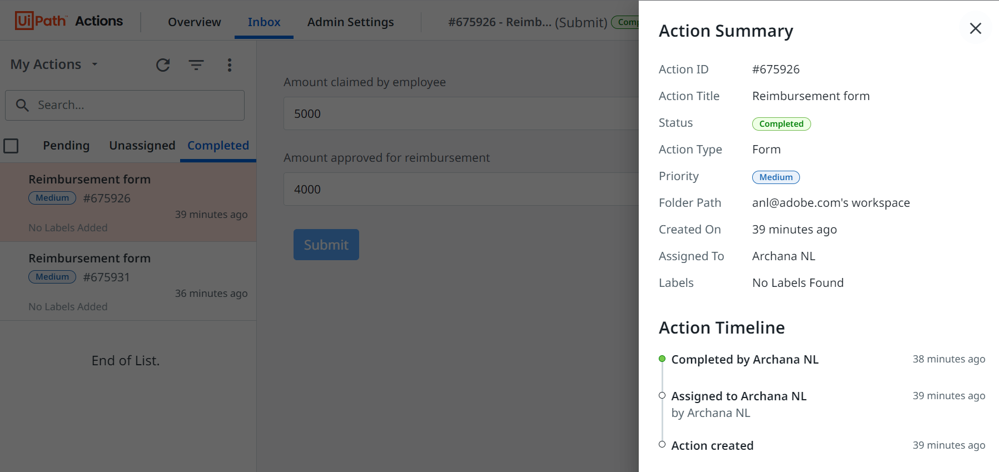 UiPath™ Actions
Overview
Inbox
Admin Settings
#675926 - Reimb... (Submit)
My Actions
Search...
Pending
Unassigned
Completed
Reimbursement form
Medium #675926
39 minutes ago
No Labels Added
Reimbursement form
Medium #675931
36 minutes ago
No Labels Added
End of List.
Amount claimed by employee
5000
Amount approved for reimbursement
4000
Submit
Action Summary
Action ID #675926
Action Title Reimbursement form
Status Completed
Action Type Form
Priority Medium
Folder Path anl@adobe.com's workspace
Created On 39 minutes ago
Assigned To Archana NL
Labels No Labels Found
Action Timeline
Completed by Archana NL 38 minutes ago
Assigned to Archana NL 39 minutes ago
by Archana NL
Action created 39 minutes ago